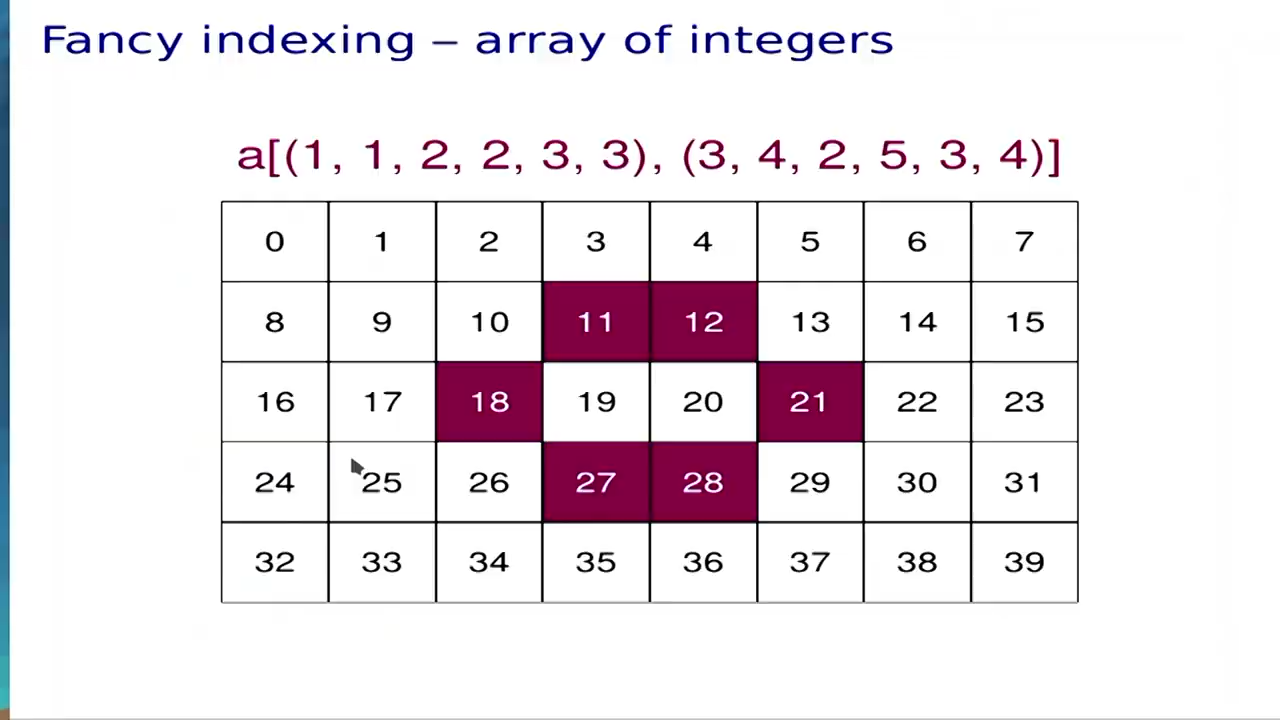 Fancy indexing – array of integers
a[(1, 1, 2, 2, 3, 3), (3, 4, 2, 5, 3, 4)]
0 1 2 3 4 5 6 7
8 9 10 11 12 13 14 15
16 17 18 19 20 21 22 23
24 25 26 27 28 29 30 31
32 33 34 35 36 37 38 39